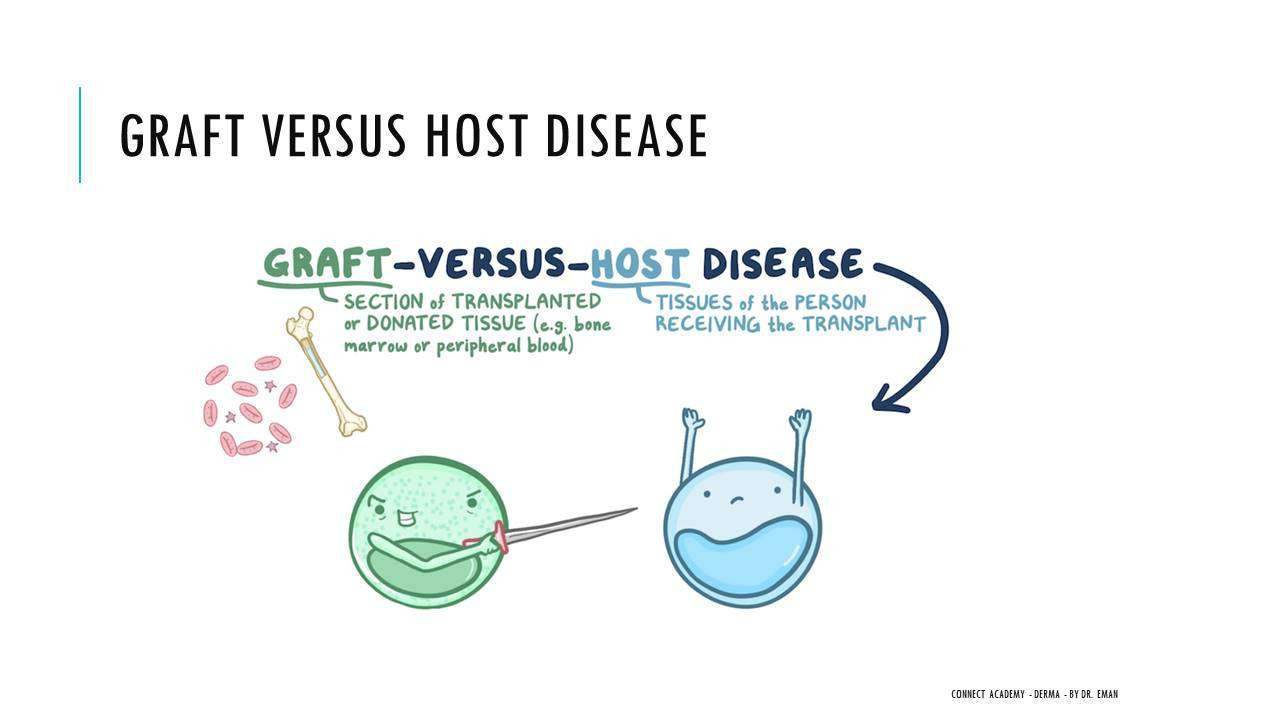 GRAFT VERSUS HOST DISEASE
GRAFT-VERSUS-HOST DISEASE
SECTION of TRANSPLANTED
or DONATED TISSUE (e.g. bone
marrow or peripheral blood)
TISSUES of the PERSON
RECEIVING the TRANSPLANT
CONNECT ACADEMY - DERMA - BY DR. EMAN